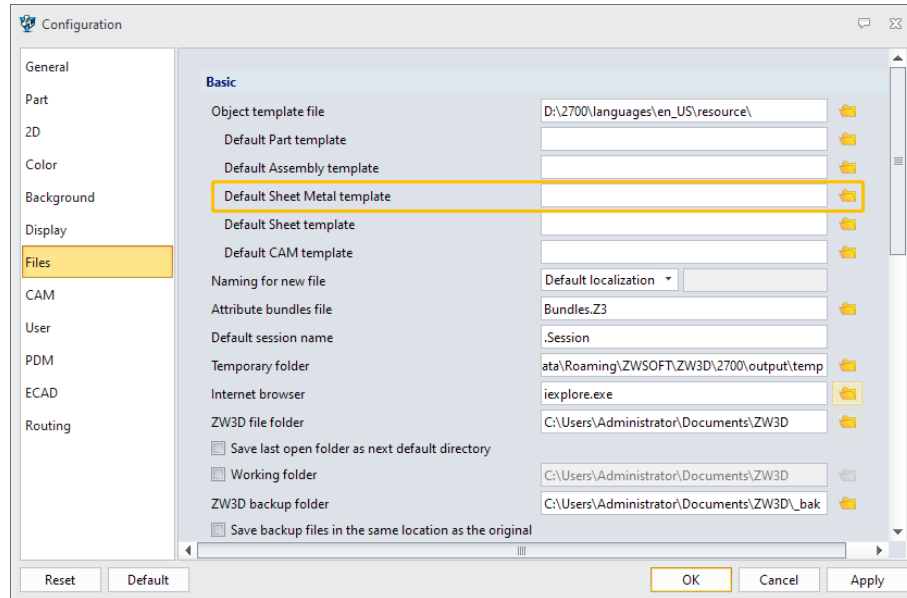 Configuration
General
Part
2D
Color
Background
Display
Files
CAM
User
PDM
ECAD
Routing
Basic
Object template file D:\2700\languages\en_US\resource\
Default Part template
Default Assembly template
Default Sheet Metal template
Default Sheet template
Default CAM template
Naming for new file Default localization
Attribute bundles file Bundles.Z3
Default session name .Session
Temporary folder ata\Roaming\ZWSOFT\ZW3D\2700\output\temp
Internet browser iexplore.exe
ZW3D file folder C:\Users\Administrator\Documents\ZW3D
Save last open folder as next default directory
Working folder C:\Users\Administrator\Documents\ZW3D
ZW3D backup folder C:\Users\Administrator\Documents\ZW3D\_bak
Save backup files in the same location as the original
Reset Default OK Cancel Apply